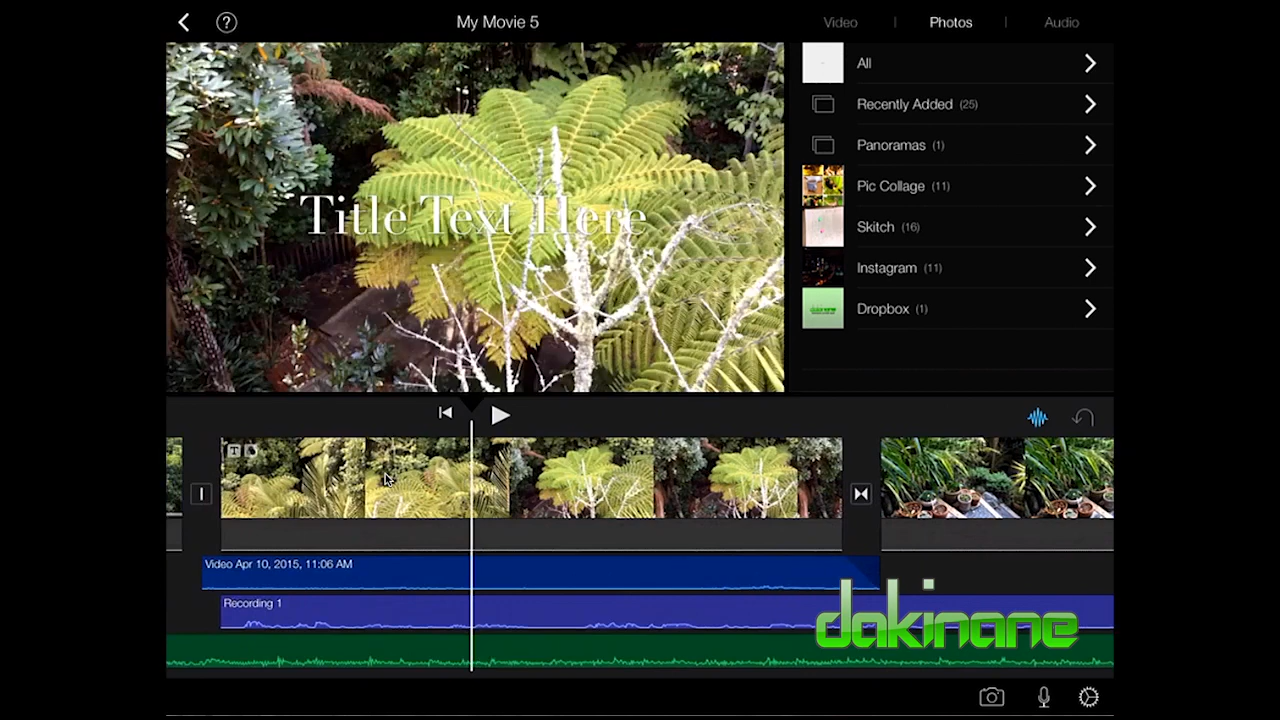 ?
My Movie 5
Video
Photos
Audio
All
Recently Added (25)
Panoramas (1)
Pic Collage (11)
Skitch (16)
Instagram (11)
Dropbox (1)
Title Text Here
T
Video Apr 10, 2015, 11:06 AM
Recording 1
dakinane